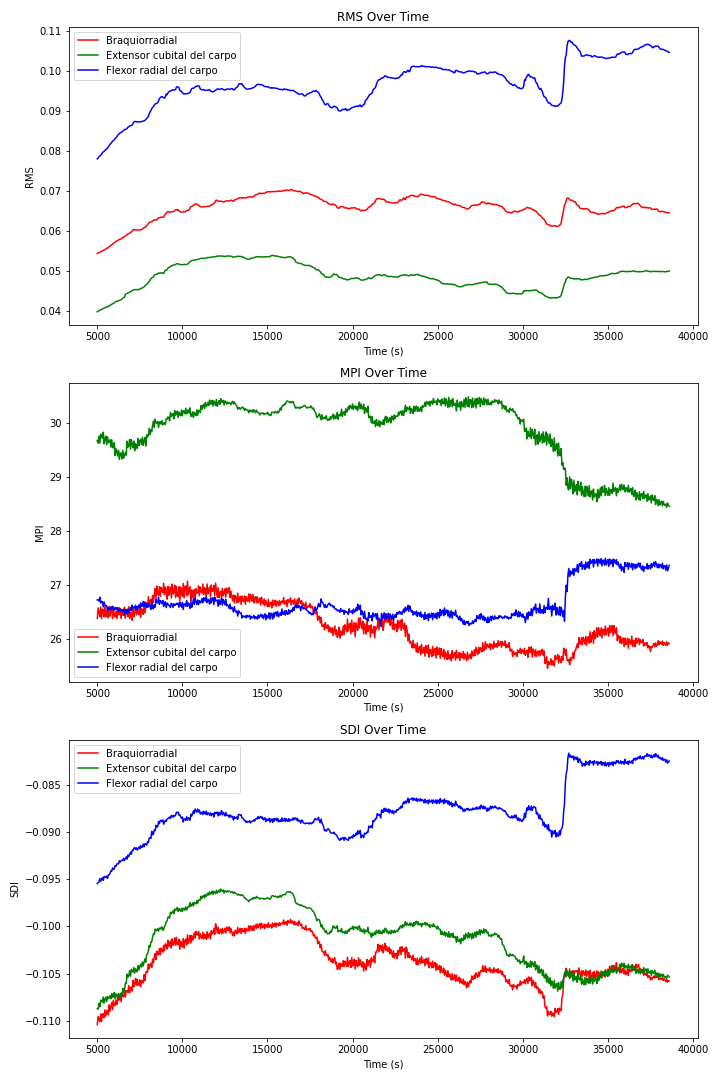 RMS Over Time
0.11
0.10
0.09
0.08
0.07
0.06
0.05
0.04
RMS
Braquiorradial
Extensor cubital del carpo
Flexor radial del carpo
5000 10000 15000 20000 25000 30000 35000 40000
Time (s)
MPI Over Time
30
29
28
27
26
MPI
Braquiorradial
Extensor cubital del carpo
Flexor radial del carpo
5000 10000 15000 20000 25000 30000 35000 40000
Time (s)
SDI Over Time
Braquiorradial
Extensor cubital del carpo
Flexor radial del carpo
−0.085
−0.090
−0.095
−0.100
−0.105
−0.110
SDI
5000 10000 15000 20000 25000 30000 35000 40000
Time (s)